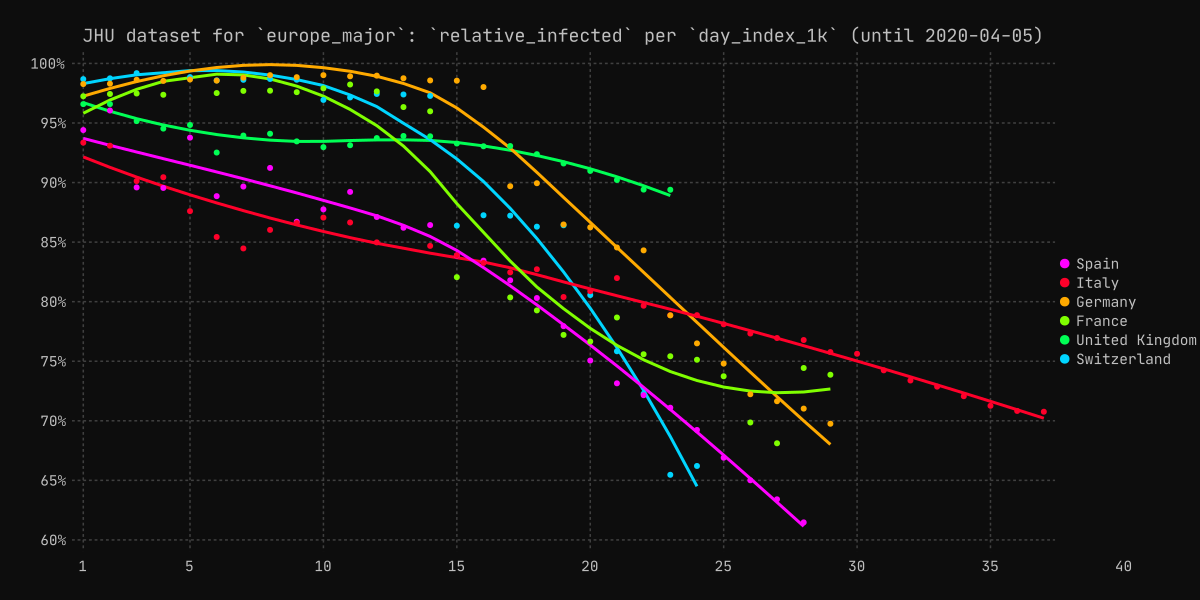 JHU dataset for `europe_major`: `relative_infected` per `day_index_1k` (until 2020-04-05)
100%
95%
90%
85%
80%
75%
70%
65%
60%
Spain
Italy
Germany
France
United Kingdom
Switzerland
1 5 10 15 20 25 30 35 40